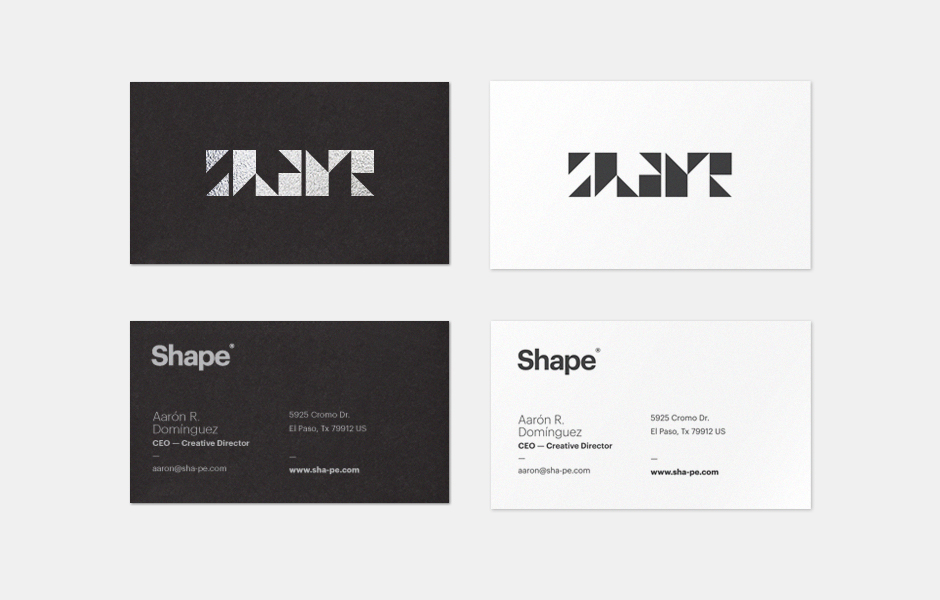 Shape®
Aarón R.
Domínguez
CEO — Creative Director
—
aaron@sha-pe.com
5925 Cromo Dr.
El Paso, Tx 79912 US
—
www.sha-pe.com
Shape®
Aarón R.
Domínguez
CEO — Creative Director
—
aaron@sha-pe.com
5925 Cromo Dr.
El Paso, Tx 79912 US
—
www.sha-pe.com